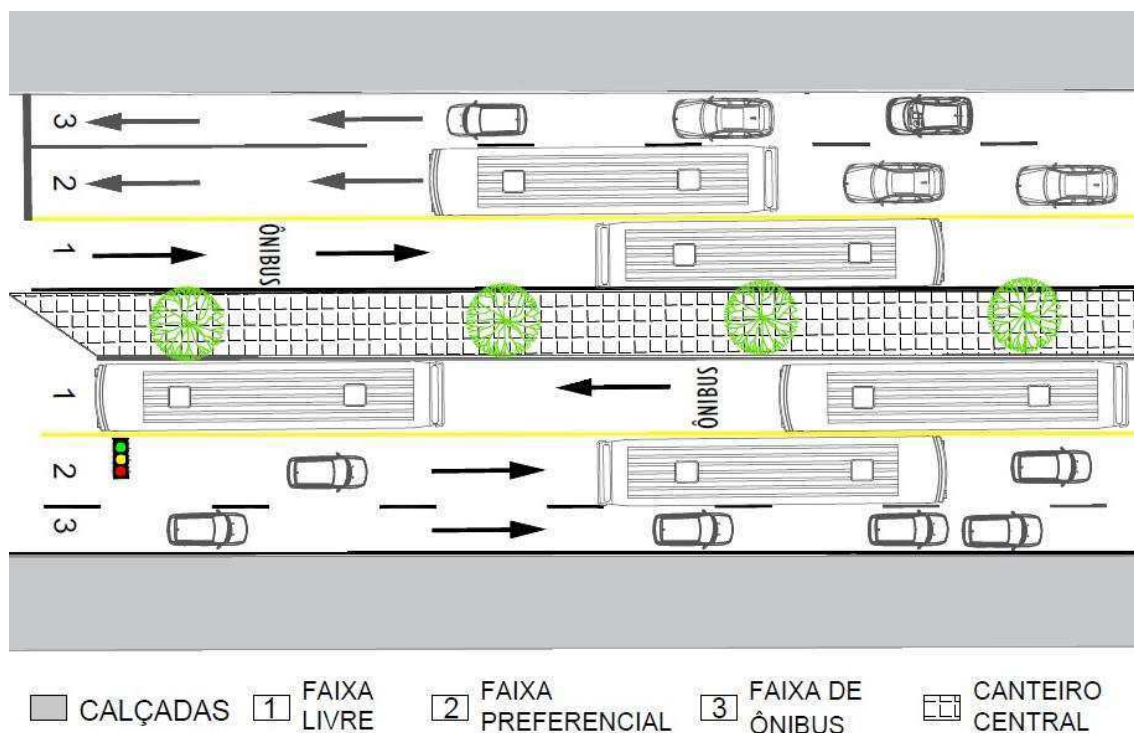 3
2
1
ÔNIBUS
1
ÔNIBUS
2
3
CALÇADAS
1 FAIXA
LIVRE
2 FAIXA
PREFERENCIAL
3 FAIXA DE
ÔNIBUS
CANTEIRO
CENTRAL